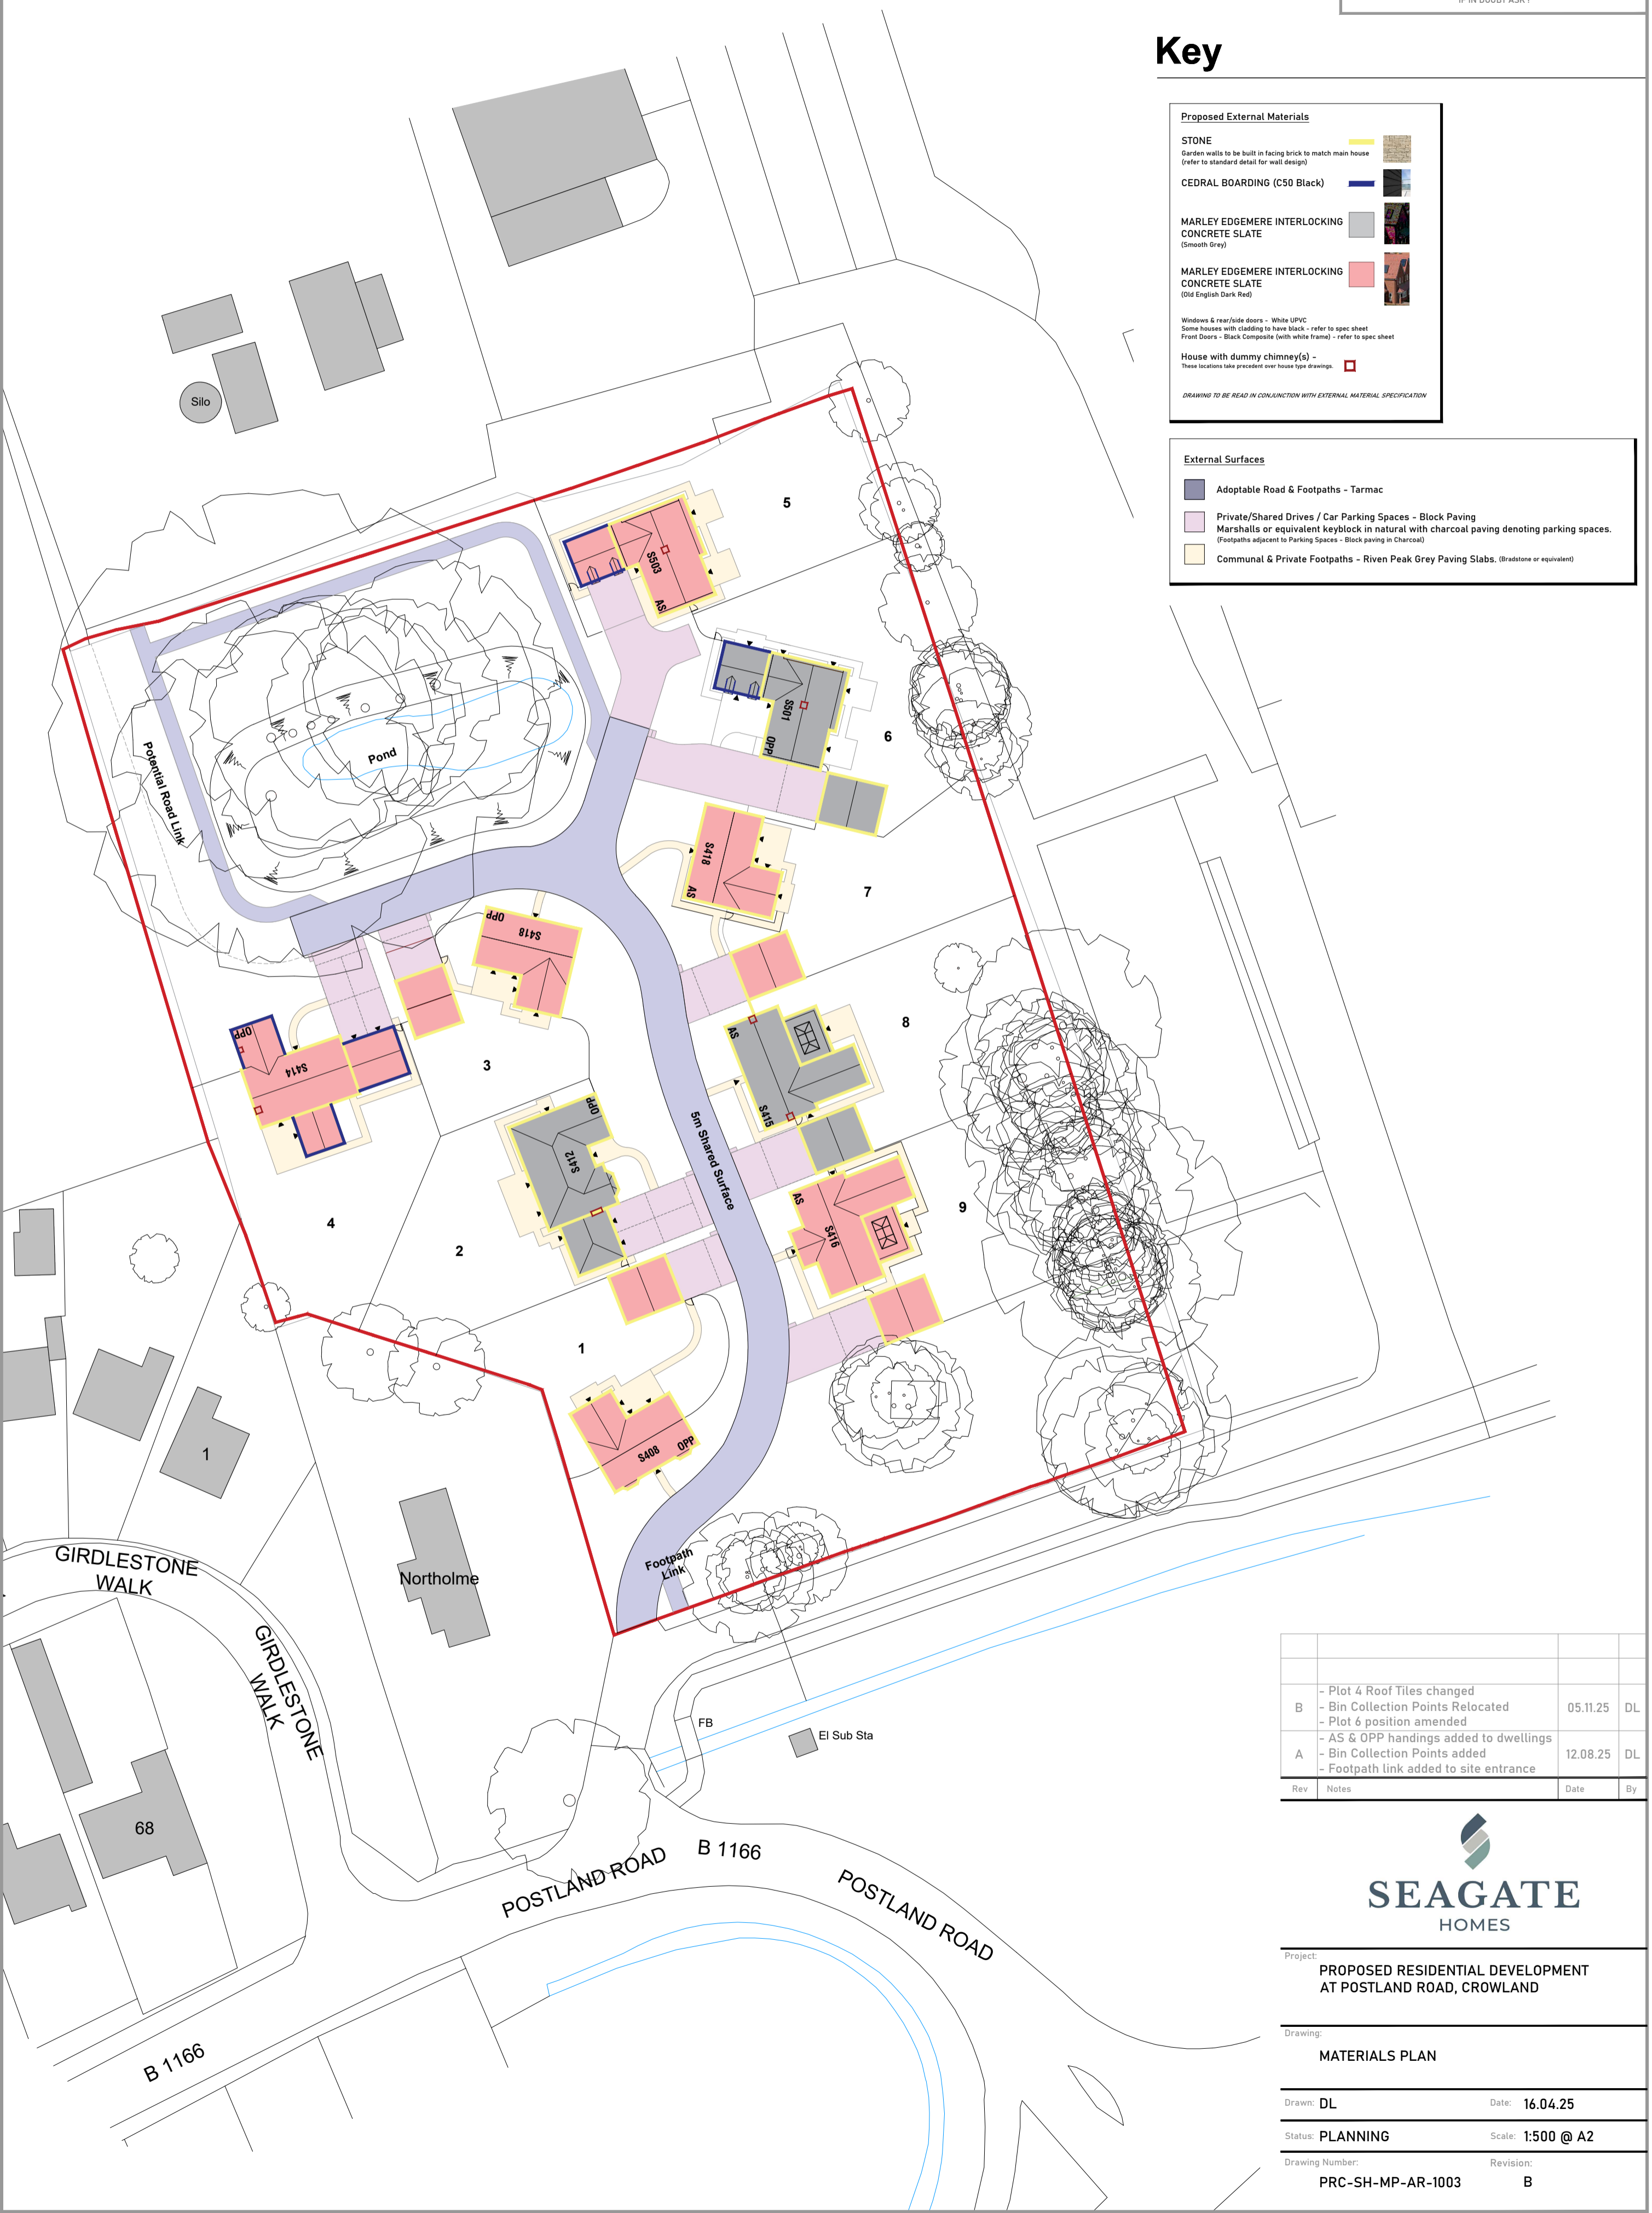 IF IN DOUBT ASK !
Key
Proposed External Materials
STONE
Garden walls to be built in facing brick to match main house
(refer to standard detail for wall design)
CEDRAL BOARDING (C50 Black)
MARLEY EDGEMERE INTERLOCKING
CONCRETE SLATE
(Smooth Grey)
MARLEY EDGEMERE INTERLOCKING
CONCRETE SLATE
(Old English Dark Red)
Windows & rear/side doors - White UPVC
Some houses with cladding to have black - refer to spec sheet
Front Doors - Black Composite (with white frame) - refer to spec sheet
House with dummy chimney(s) -
These locations take precedent over house type drawings.
DRAWING TO BE READ IN CONJUNCTION WITH EXTERNAL MATERIAL SPECIFICATION
External Surfaces
Adoptable Road & Footpaths - Tarmac
Private/Shared Drives / Car Parking Spaces - Block Paving
Marshalls or equivalent keyblock in natural with charcoal paving denoting parking spaces.
(Footpaths adjacent to Parking Spaces - Block paving in Charcoal)
Communal & Private Footpaths - Riven Peak Grey Paving Slabs. (Bradstone or equivalent)
Silo
5
S503
AS
S501
OPP
6
Pond
Potential Road Link
S418
AS
7
OPP
S418
8
AS
S415
OPP
S414
3
5m Shared Surface
OPP
S412
AS
S416
9
4
2
1
S408
OPP
1
Footpath
Link
Northolme
GIRDLESTONE
WALK
GIRDLESTONE
WALK
68
FB
El Sub Sta
B 1166
POSTLAND ROAD
POSTLAND ROAD
B 1166
B
- Plot 4 Roof Tiles changed
- Bin Collection Points Relocated
- Plot 6 position amended
05.11.25
DL
A
- AS & OPP handings added to dwellings
- Bin Collection Points added
- Footpath link added to site entrance
12.08.25
DL
Rev Notes Date By
SEAGATE
HOMES
Project:
PROPOSED RESIDENTIAL DEVELOPMENT
AT POSTLAND ROAD, CROWLAND
Drawing:
MATERIALS PLAN
Drawn: DL Date: 16.04.25
Status: PLANNING Scale: 1:500 @ A2
Drawing Number: Revision:
PRC-SH-MP-AR-1003 B